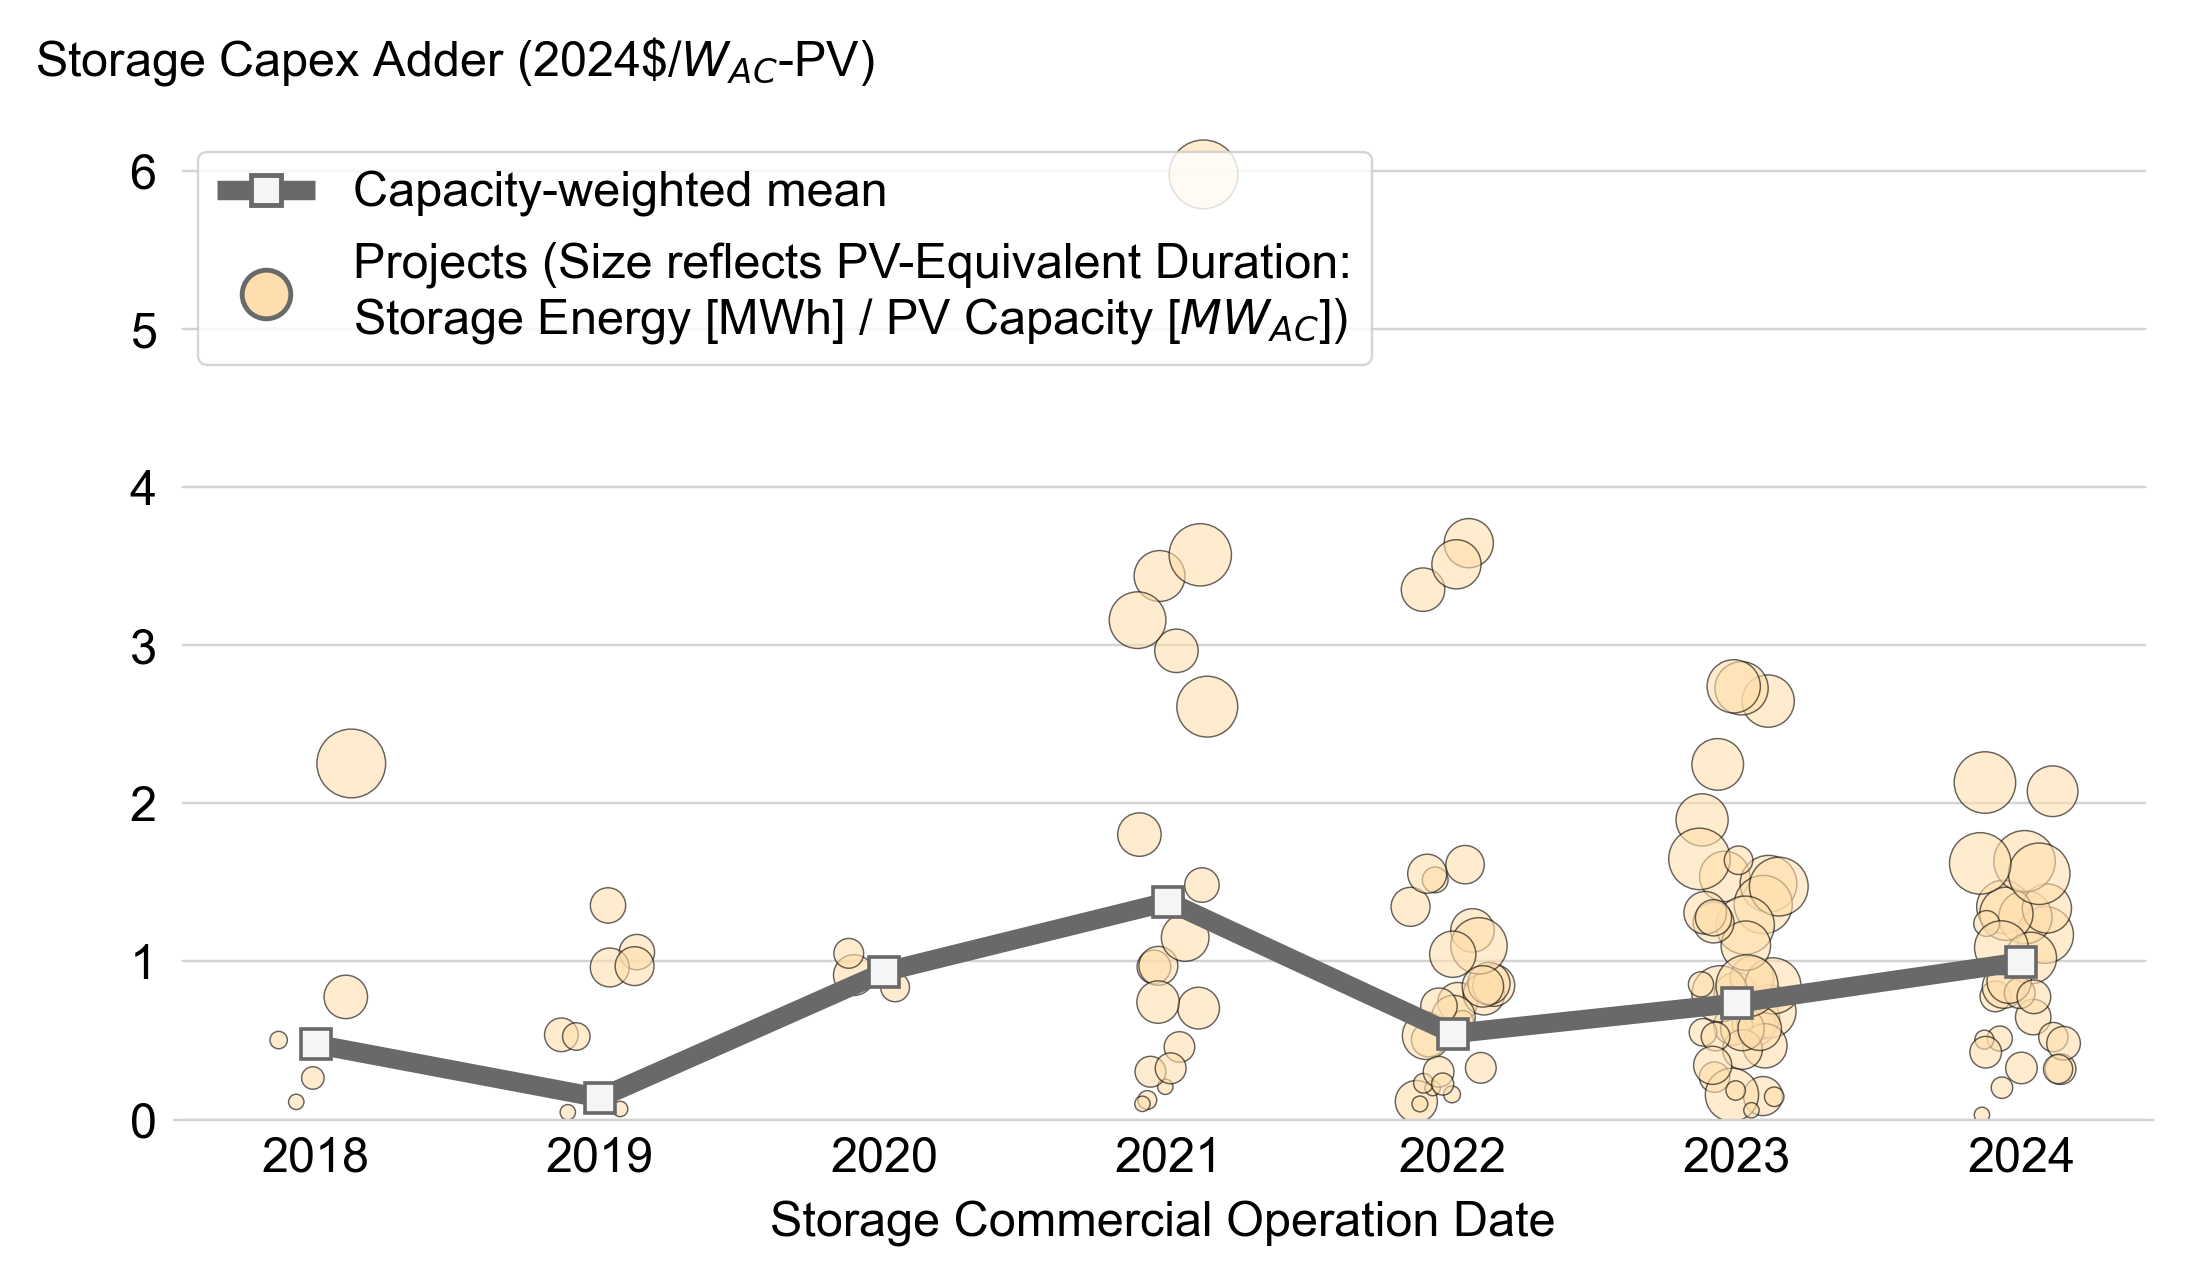 Storage Capex Adder (2024$/W_AC-PV)
6
Capacity-weighted mean
Projects (Size reflects PV-Equivalent Duration:
Storage Energy [MWh] / PV Capacity [MW_AC])
5
4
3
2
1
0
2018 2019 2020 2021 2022 2023 2024
Storage Commercial Operation Date